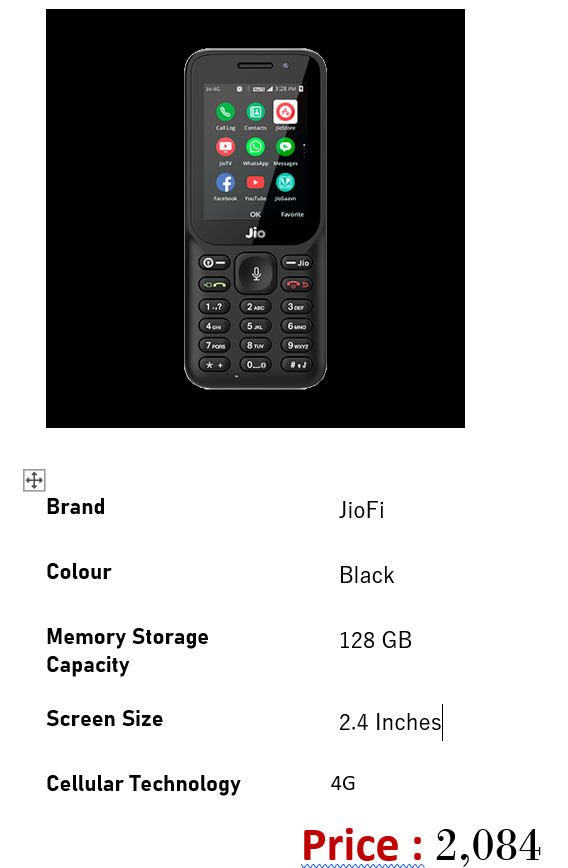 Jio 4G VoLTE 3:28 PM
Call Log Contacts JioStore
JioTV WhatsApp Messages
Facebook YouTube JioSaavn
OK Favorite
Jio
Jio
1 .,? 2 ABC 3 DEF
4 GHI 5 JKL 6 MNO
7 PQRS 8 TUV 9 WXYZ
* + 0 #
Brand JioFi
Colour Black
Memory Storage 128 GB
Capacity
Screen Size 2.4 Inches
Cellular Technology 4G
Price : 2,084